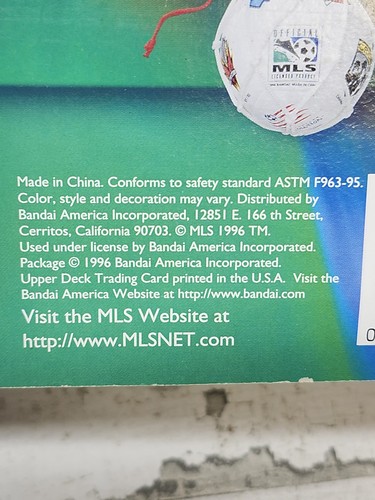 OFFICIAL
MLS
LICENSED PRODUCT
Made in China. Conforms to safety standard ASTM F963-95.
Color, style and decoration may vary. Distributed by
Bandai America Incorporated, 12851 E. 166 th Street,
Cerritos, California 90703. © MLS 1996 TM.
Used under license by Bandai America Incorporated.
Package © 1996 Bandai America Incorporated.
Upper Deck Trading Card printed in the U.S.A. Visit the
Bandai America Website at http://www.bandai.com
Visit the MLS Website at
http://www.MLSNET.com
0